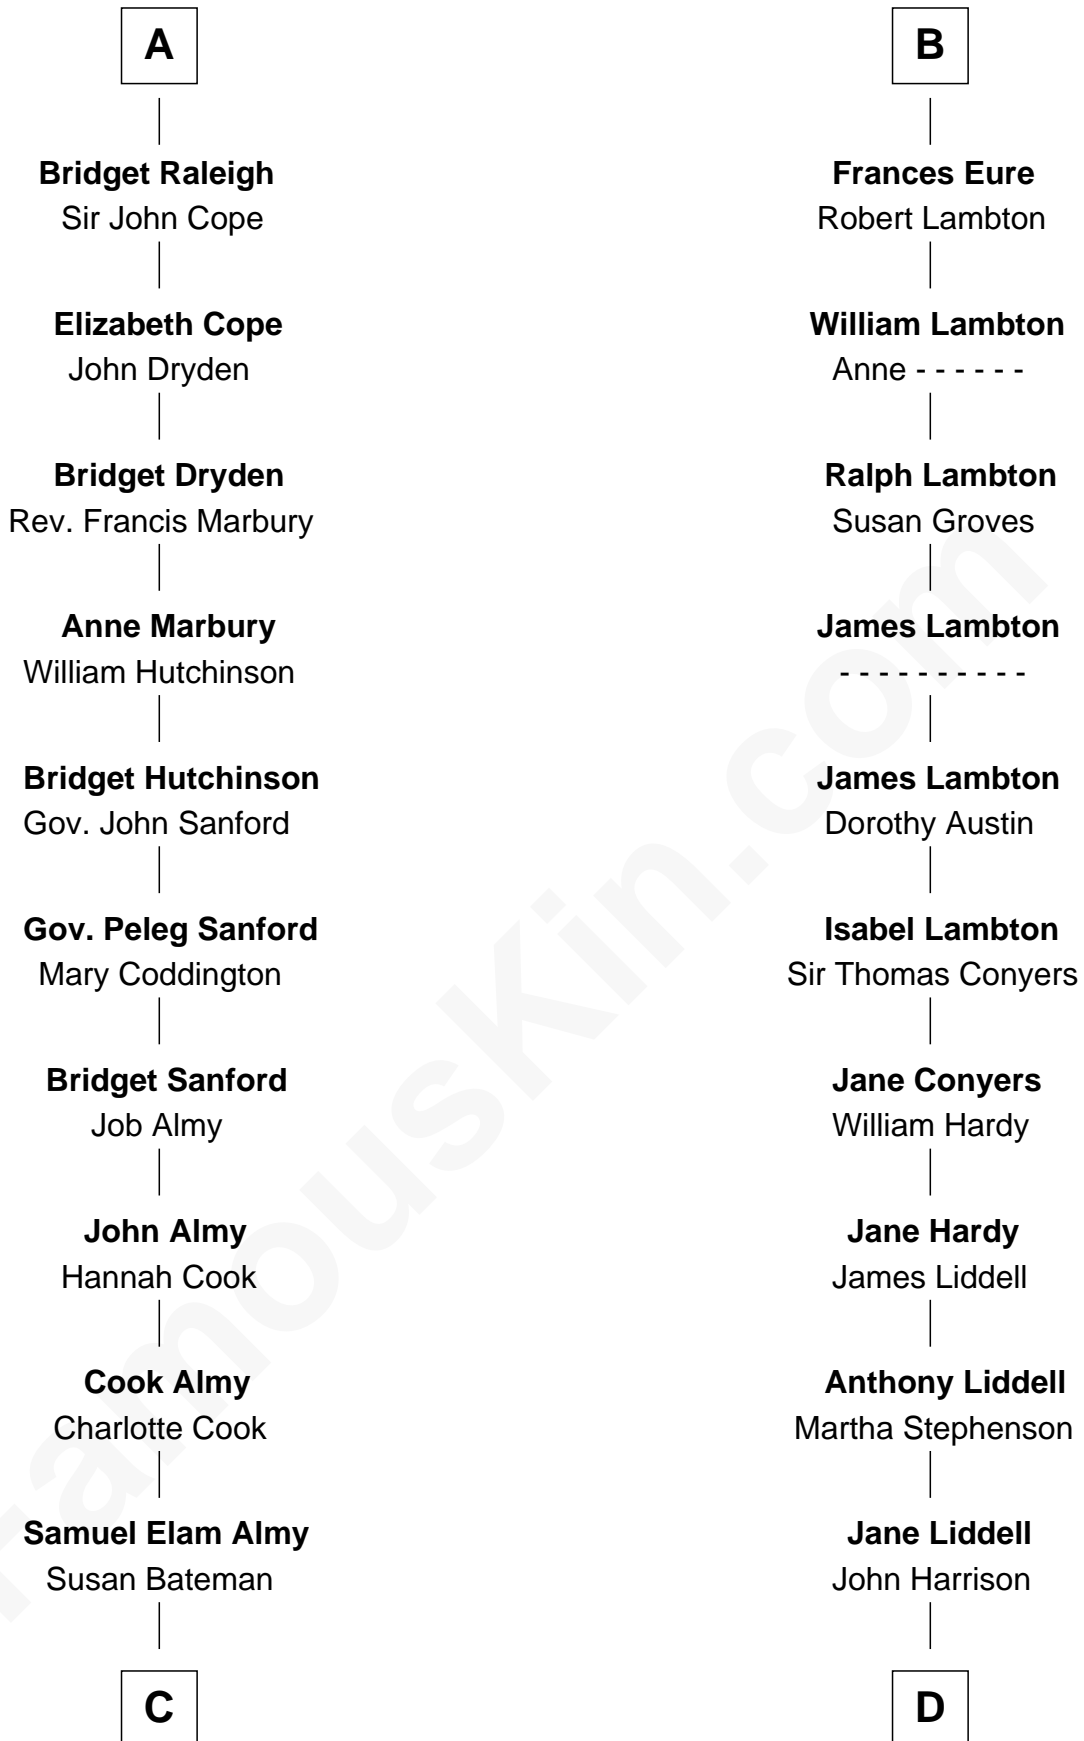 A
Bridget Raleigh
Sir John Cope
Elizabeth Cope
John Dryden
Bridget Dryden
Rev. Francis Marbury
Anne Marbury
William Hutchinson
Bridget Hutchinson
Gov. John Sanford
Gov. Peleg Sanford
Mary Coddington
Bridget Sanford
Job Almy
John Almy
Hannah Cook
Cook Almy
Charlotte Cook
Samuel Elam Almy
Susan Bateman
C
B
Frances Eure
Robert Lambton
William Lambton
Anne - - - - - -
Ralph Lambton
Susan Groves
James Lambton
- - - - - - - - - -
James Lambton
Dorothy Austin
Isabel Lambton
Sir Thomas Conyers
Jane Conyers
William Hardy
Jane Hardy
James Liddell
Anthony Liddell
Martha Stephenson
Jane Liddell
John Harrison
D
FamousKin.com